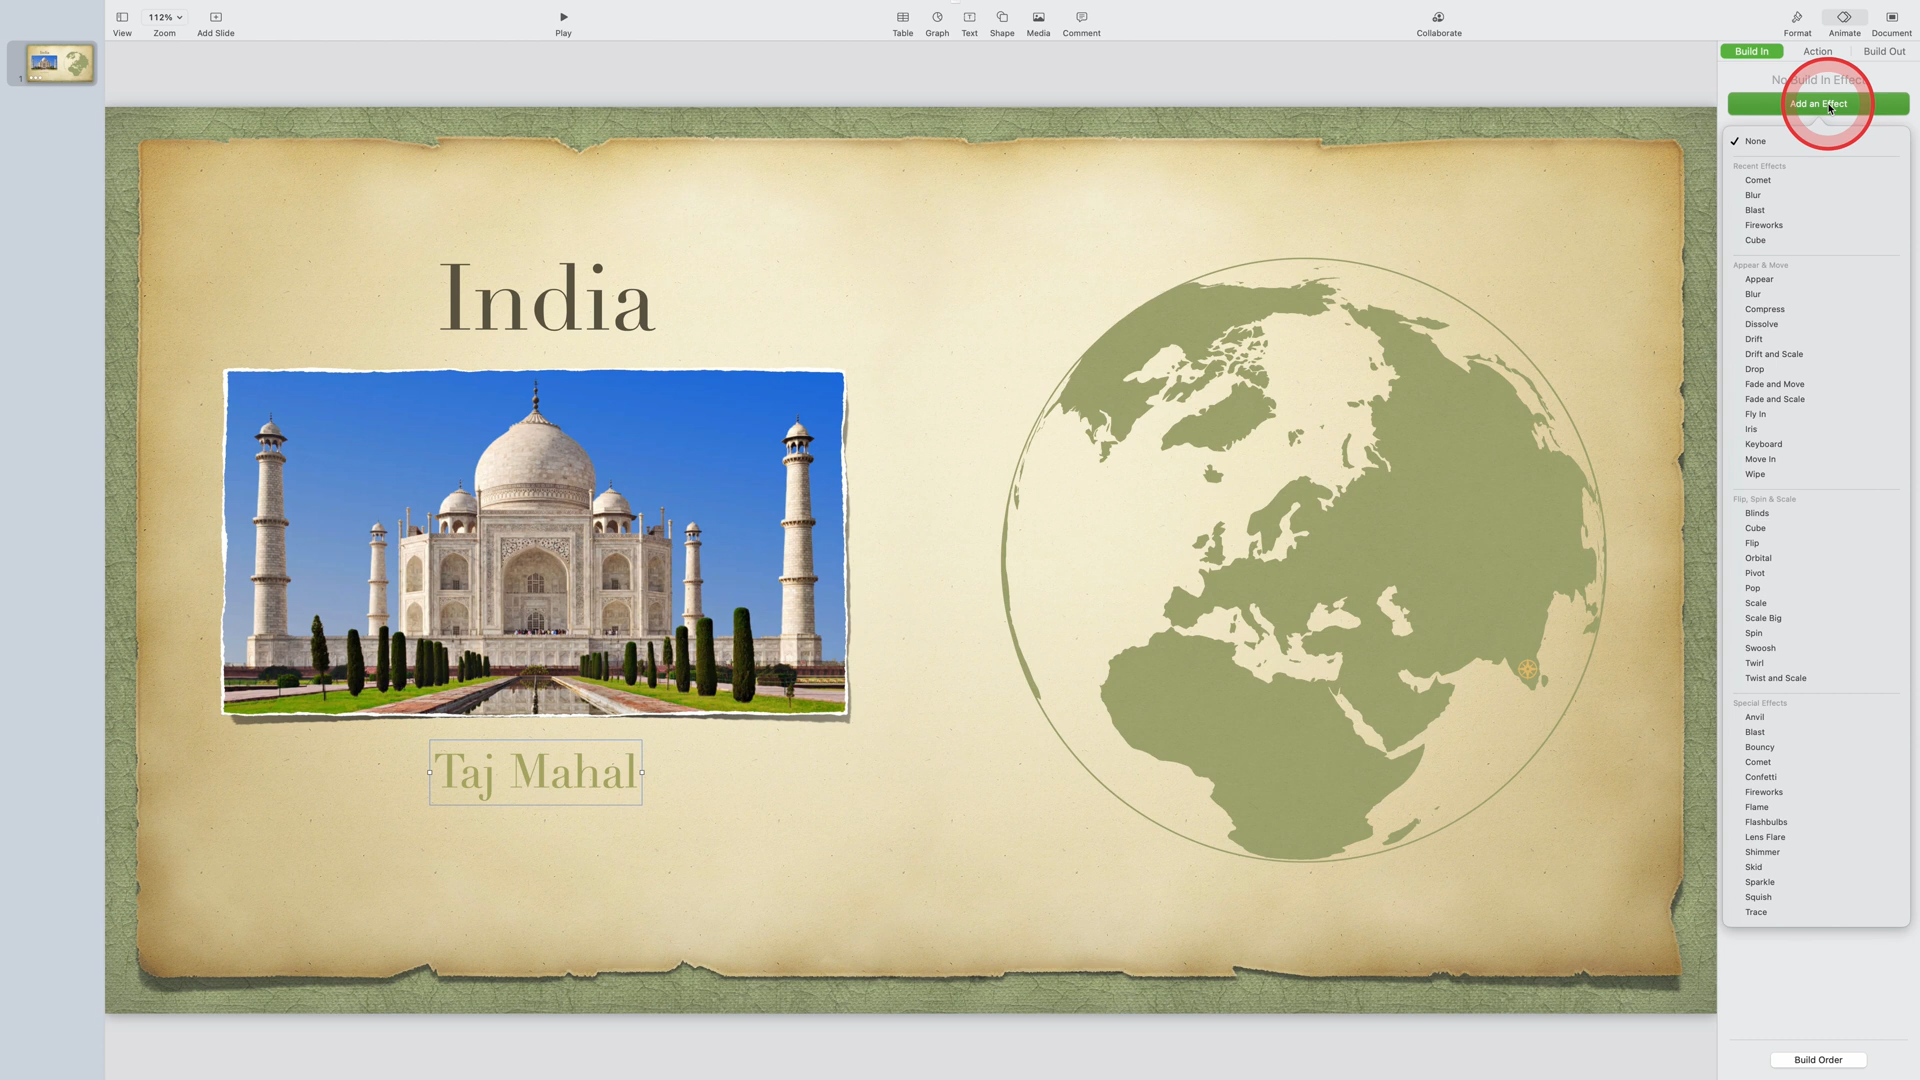 View
112%
Zoom
Add Slide
Play
Table
Graph
Text
Shape
Media
Comment
Collaborate
Format
Animate
Document
1
India
Taj Mahal
Build In
Action
Build Out
No Build In Effect
Add an Effect
None
Recent Effects
Comet
Blur
Blast
Fireworks
Cube
Appear & Move
Appear
Blur
Compress
Dissolve
Drift
Drift and Scale
Drop
Fade and Move
Fade and Scale
Fly In
Iris
Keyboard
Move In
Wipe
Flip, Spin & Scale
Blinds
Cube
Flip
Orbital
Pivot
Pop
Scale
Scale Big
Spin
Swoosh
Twirl
Twist and Scale
Special Effects
Anvil
Blast
Bouncy
Comet
Confetti
Fireworks
Flame
Flashbulbs
Lens Flare
Shimmer
Skid
Sparkle
Squish
Trace
Build Order